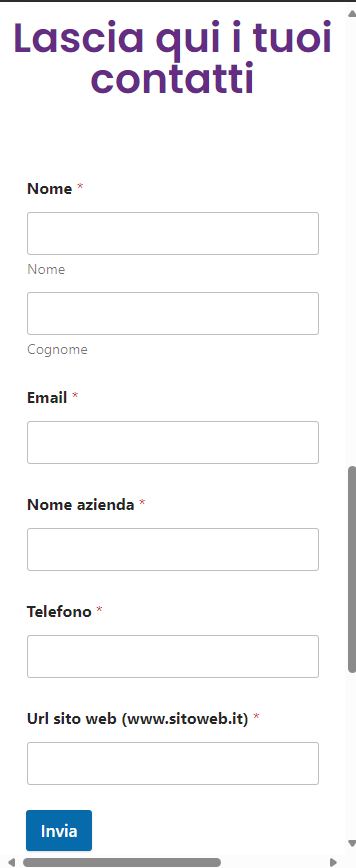 Lascia qui i tuoi
contatti
Nome *
Nome
Cognome
Email *
Nome azienda *
Telefono *
Url sito web (www.sitoweb.it) *
Invia